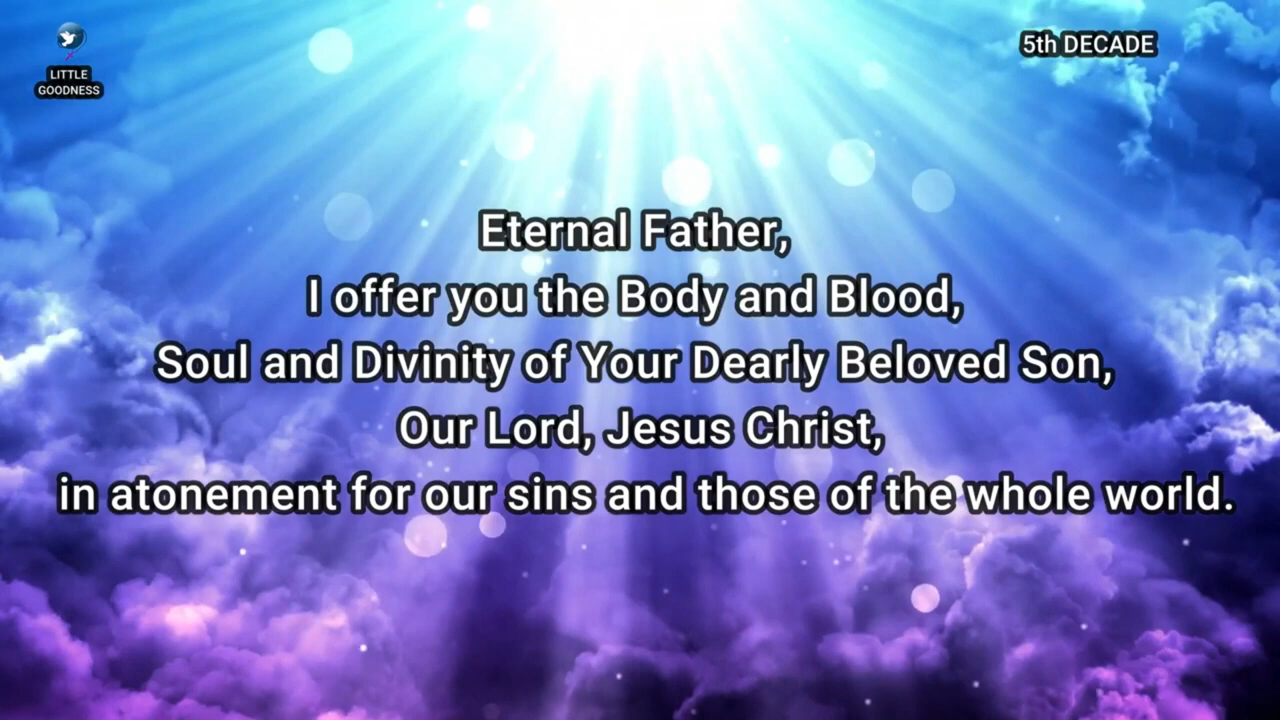 LITTLE
GOODNESS
5th DECADE
Eternal Father,
I offer you the Body and Blood,
Soul and Divinity of Your Dearly Beloved Son,
Our Lord, Jesus Christ,
in atonement for our sins and those of the whole world.